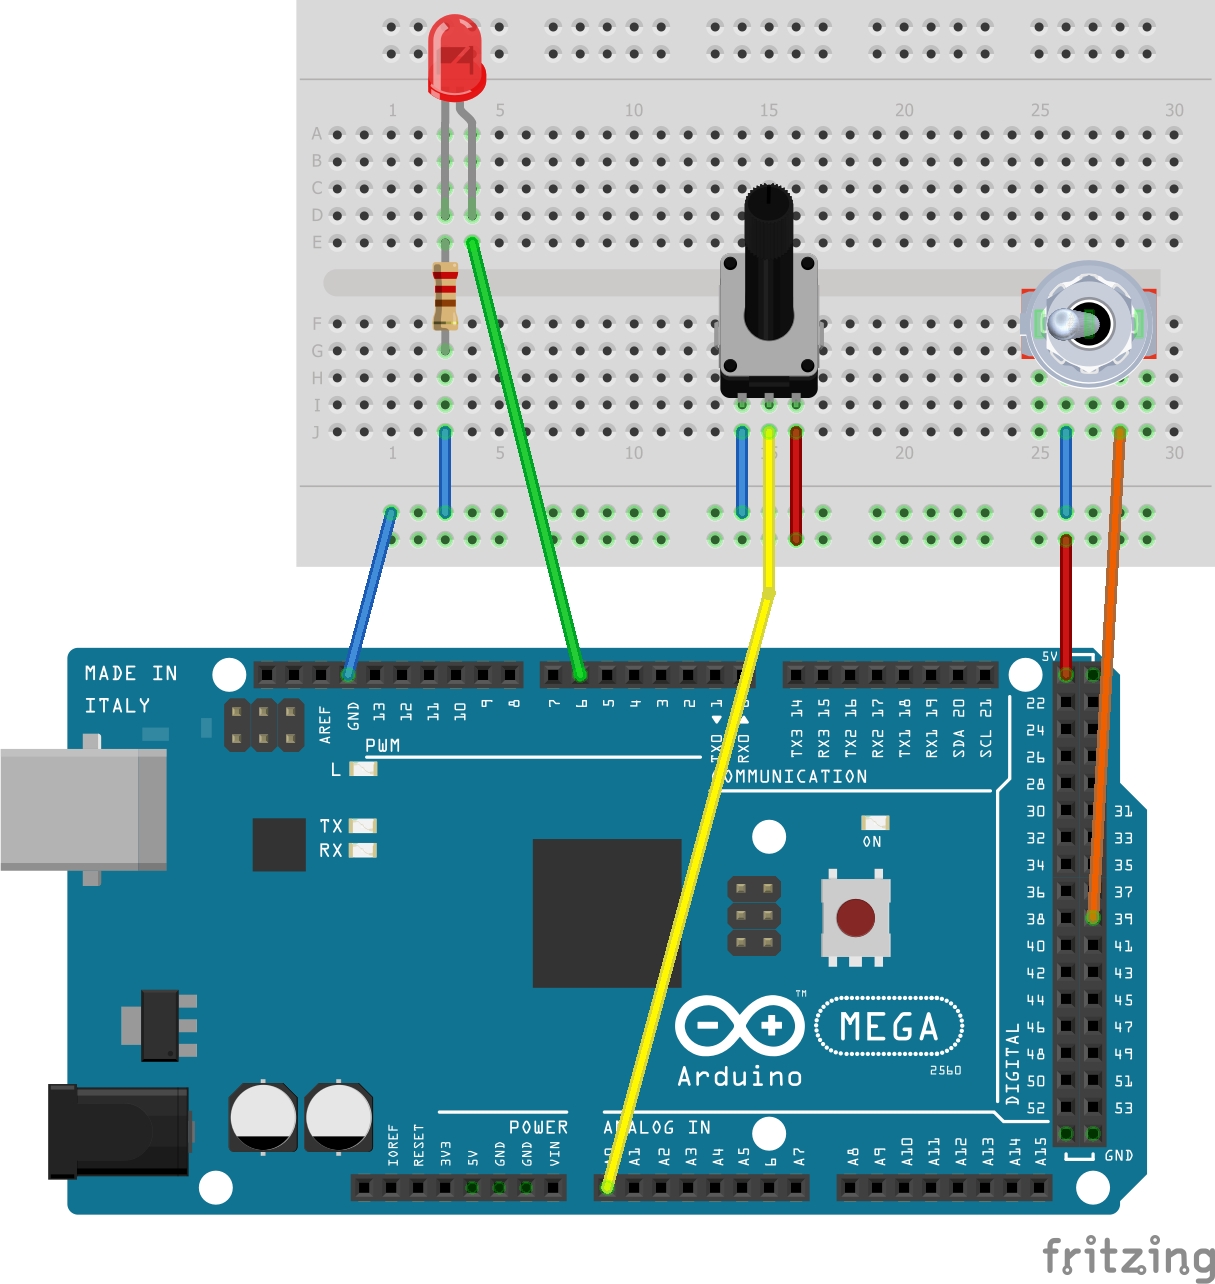 1 5 10 15 20 25 30
A
B
C
D
E
F
G
H
I
J
1 5 10 20 25 30
MADE IN
ITALY
AREF GND 13 12 11 10 9 8
7 6 5 4 3 2 1
TX3 14 RX3 15 TX2 16 RX2 17 TX1 18 RX1 19 SDA 20 SCL 21
PWM
TX0 RX0
COMMUNICATION
L
TX
RX
ON
5V
22
24
26
28
30 31
32 33
34 35
36 37
38 39
40 41
42 43
44 45
46 47
48 49
50 51
52 53
GND
DIGITAL
MEGA
TM
2560
Arduino
POWER
ANALOG IN
IOREF RESET 3V3 5V GND GND VIN
A0 A1 A2 A3 A4 A5 6 A7
A8 A9 A10 A11 A12 A13 A14 A15
fritzing